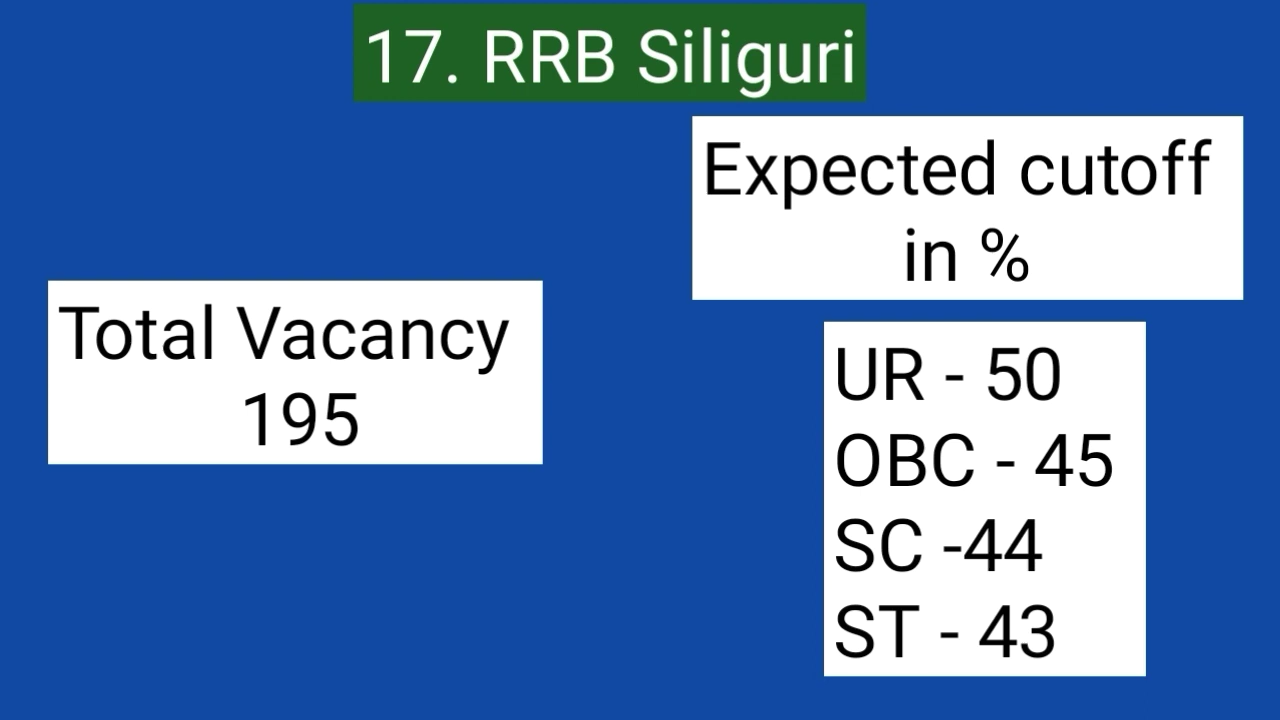 17. RRB Siliguri
Expected cutoff
in %
Total Vacancy
195
UR - 50
OBC - 45
SC -44
ST - 43